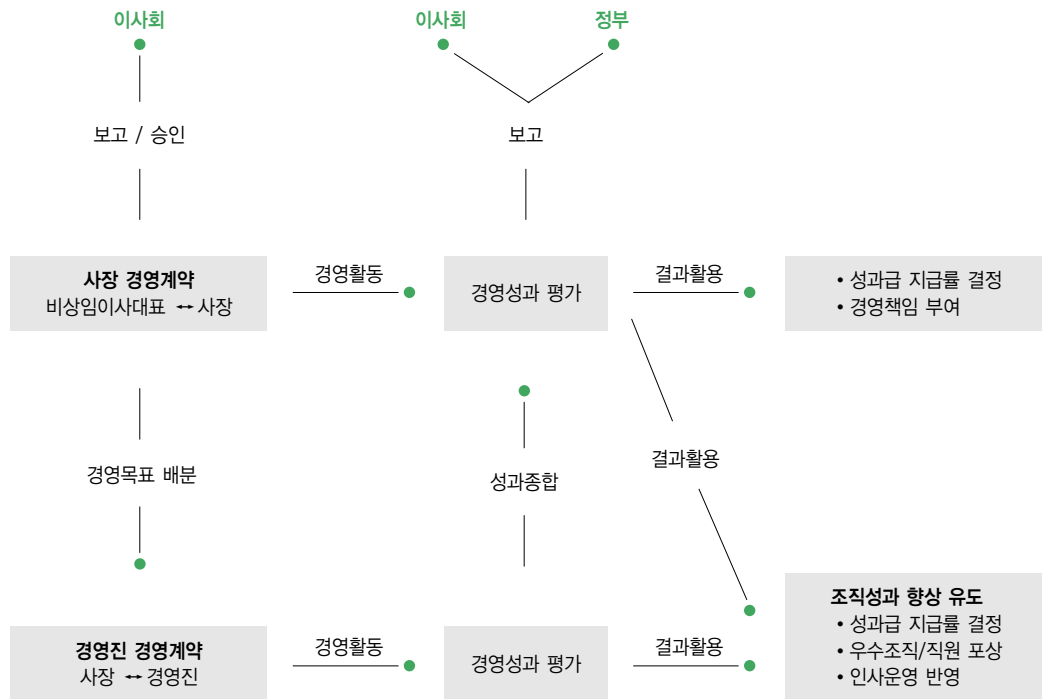 이사회
이사회
정부
보고 / 승인
보고
사장 경영계약
비상임이사대표 ↔ 사장
경영활동
경영성과 평가
결과활용
• 성과급 지급률 결정
• 경영책임 부여
경영목표 배분
성과종합
결과활용
경영진 경영계약
사장 ↔ 경영진
경영활동
경영성과 평가
결과활용
조직성과 향상 유도
• 성과급 지급률 결정
• 우수조직/직원 포상
• 인사운영 반영